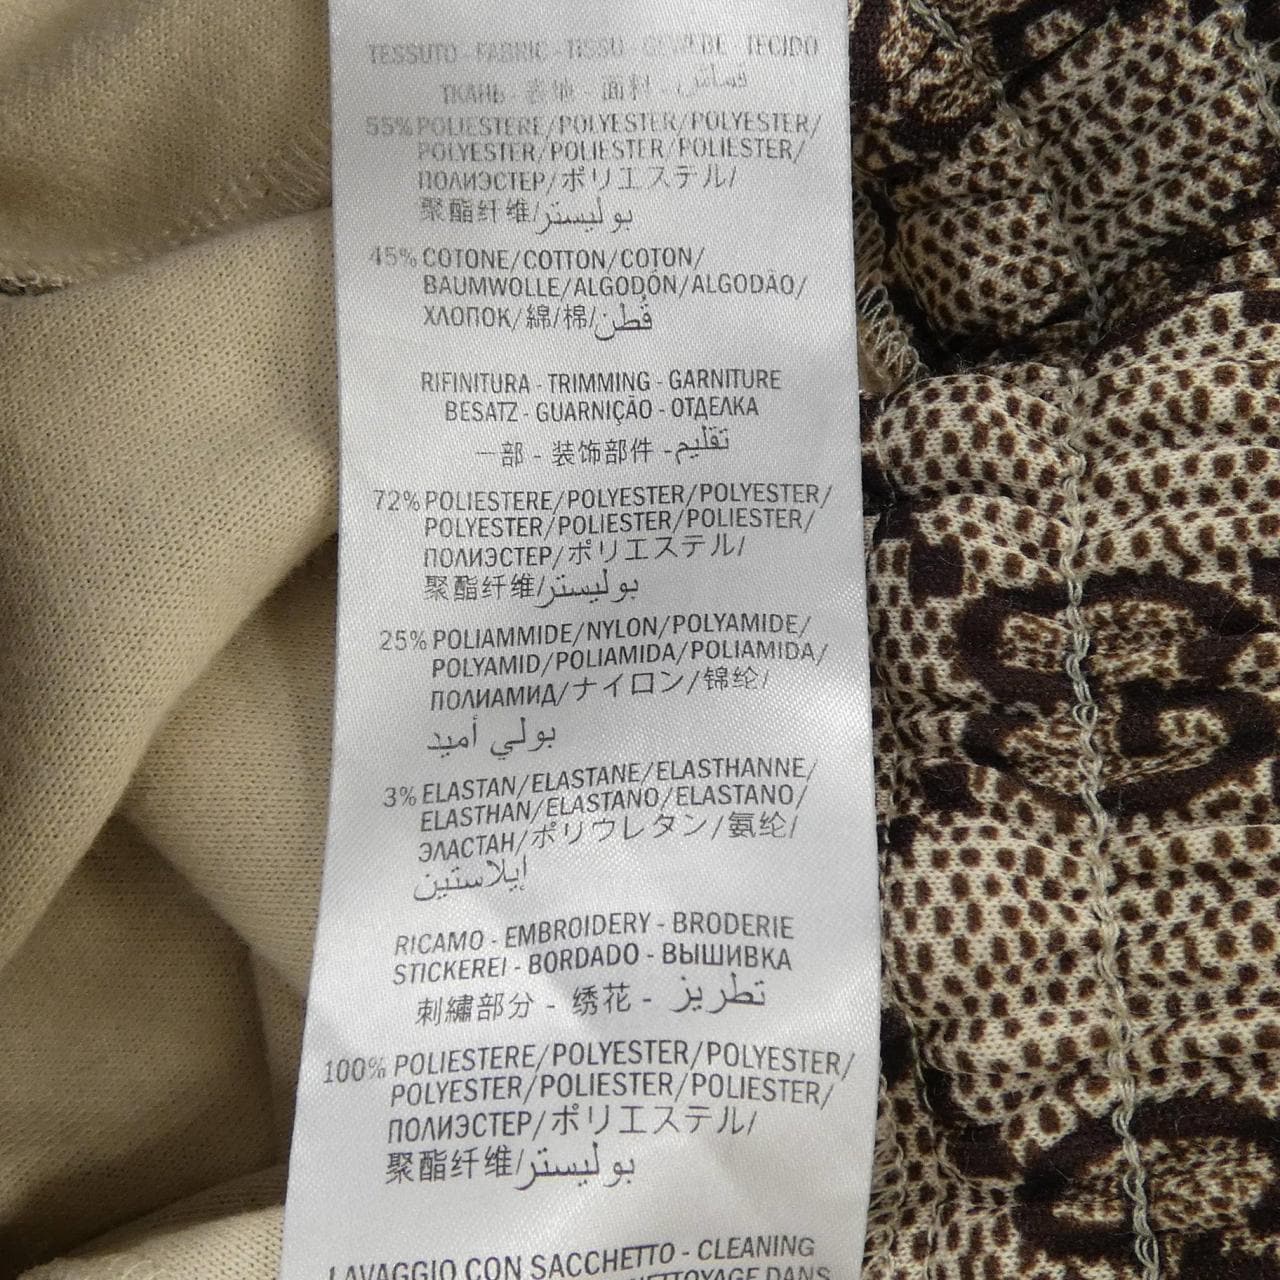 TESSUTO - FABRIC - TISSU - GEWEBE - TECIDO
ТКАНЬ - 表地 - 面料 - قماش
55% POLIESTERE/POLYESTER/POLYESTER/
POLYESTER/POLIESTER/POLIESTER/
ПОЛИЭСТЕР/ポリエステル/
聚酯纤维/بوليستر
45% COTONE/COTTON/COTON/
BAUMWOLLE/ALGODÓN/ALGODÃO/
ХЛОПОК/綿/棉/قطن
RIFINITURA - TRIMMING - GARNITURE
BESATZ - GUARNIÇÃO - ОТДЕЛКА
一部 - 装饰部件 - تقليم
72% POLIESTERE/POLYESTER/POLYESTER/
POLYESTER/POLIESTER/POLIESTER/
ПОЛИЭСТЕР/ポリエステル/
聚酯纤维/بوليستر
25% POLIAMMIDE/NYLON/POLYAMIDE/
POLYAMID/POLIAMIDA/POLIAMIDA/
ПОЛИАМИД/ナイロン/锦纶/
بولي أميد
3% ELASTAN/ELASTANE/ELASTHANNE/
ELASTHAN/ELASTANO/ELASTANO/
ЭЛАСТАН/ポリウレタン/氨纶/
إيلاستين
RICAMO - EMBROIDERY - BRODERIE
STICKEREI - BORDADO - ВЫШИВКА
刺繍部分 - 绣花 - تطريز
100% POLIESTERE/POLYESTER/POLYESTER/
POLYESTER/POLIESTER/POLIESTER/
ПОЛИЭСТЕР/ポリエステル/
聚酯纤维/بوليستر
LAVAGGIO CON SACCHETTO - CLEANING
NETTOYAGE DANS